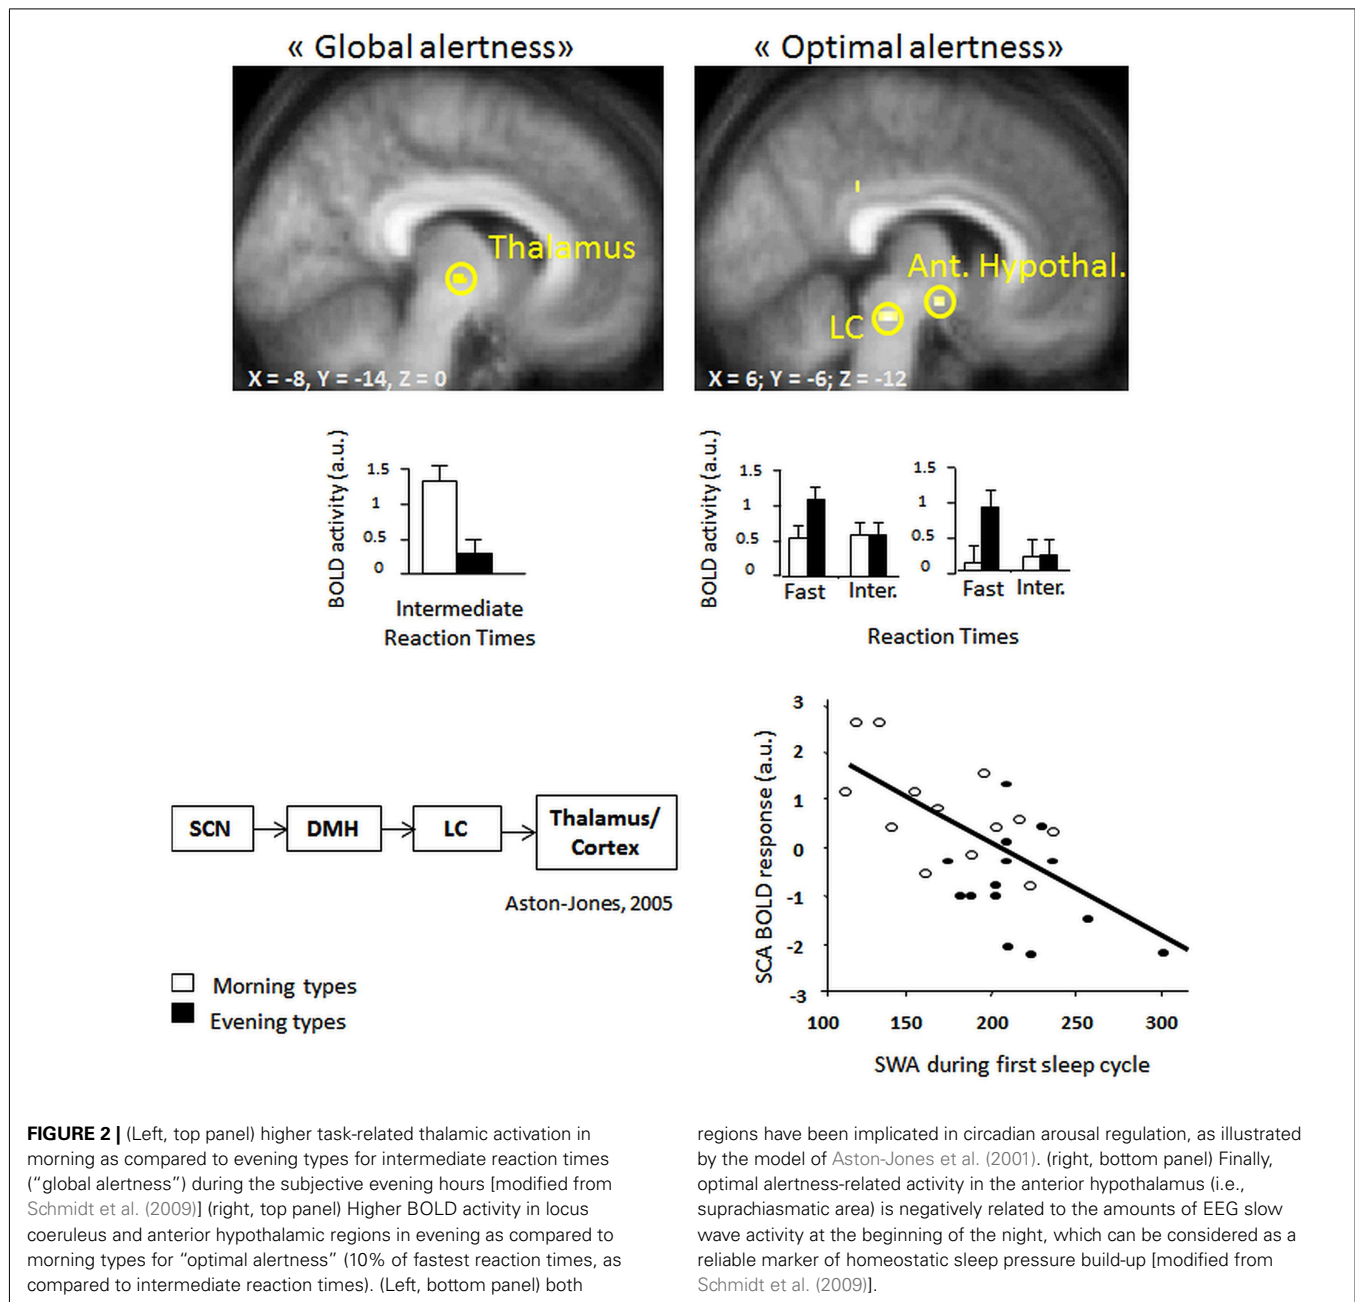 « Global alertness»
« Optimal alertness»
Thalamus
X = -8, Y = -14, Z = 0
Ant. Hypothal.
LC
X = 6; Y = -6; Z = -12
BOLD activity (a.u.)
1.5
1
0.5
0
Intermediate
Reaction Times
BOLD activity (a.u.)
1.5
1
0.5
0
Fast Inter.
1.5
1
0.5
0
Fast Inter.
Reaction Times
SCN
DMH
LC
Thalamus/
Cortex
Aston-Jones, 2005
Morning types
Evening types
SCA BOLD response (a.u.)
3
2
1
0
-1
-2
-3
100 150 200 250 300
SWA during first sleep cycle
FIGURE 2 | (Left, top panel) higher task-related thalamic activation in
morning as compared to evening types for intermediate reaction times
(“global alertness”) during the subjective evening hours [modified from
Schmidt et al. (2009)] (right, top panel) Higher BOLD activity in locus
coeruleus and anterior hypothalamic regions in evening as compared to
morning types for “optimal alertness” (10% of fastest reaction times, as
compared to intermediate reaction times). (Left, bottom panel) both
regions have been implicated in circadian arousal regulation, as illustrated
by the model of Aston-Jones et al. (2001). (right, bottom panel) Finally,
optimal alertness-related activity in the anterior hypothalamus (i.e.,
suprachiasmatic area) is negatively related to the amounts of EEG slow
wave activity at the beginning of the night, which can be considered as a
reliable marker of homeostatic sleep pressure build-up [modified from
Schmidt et al. (2009)].